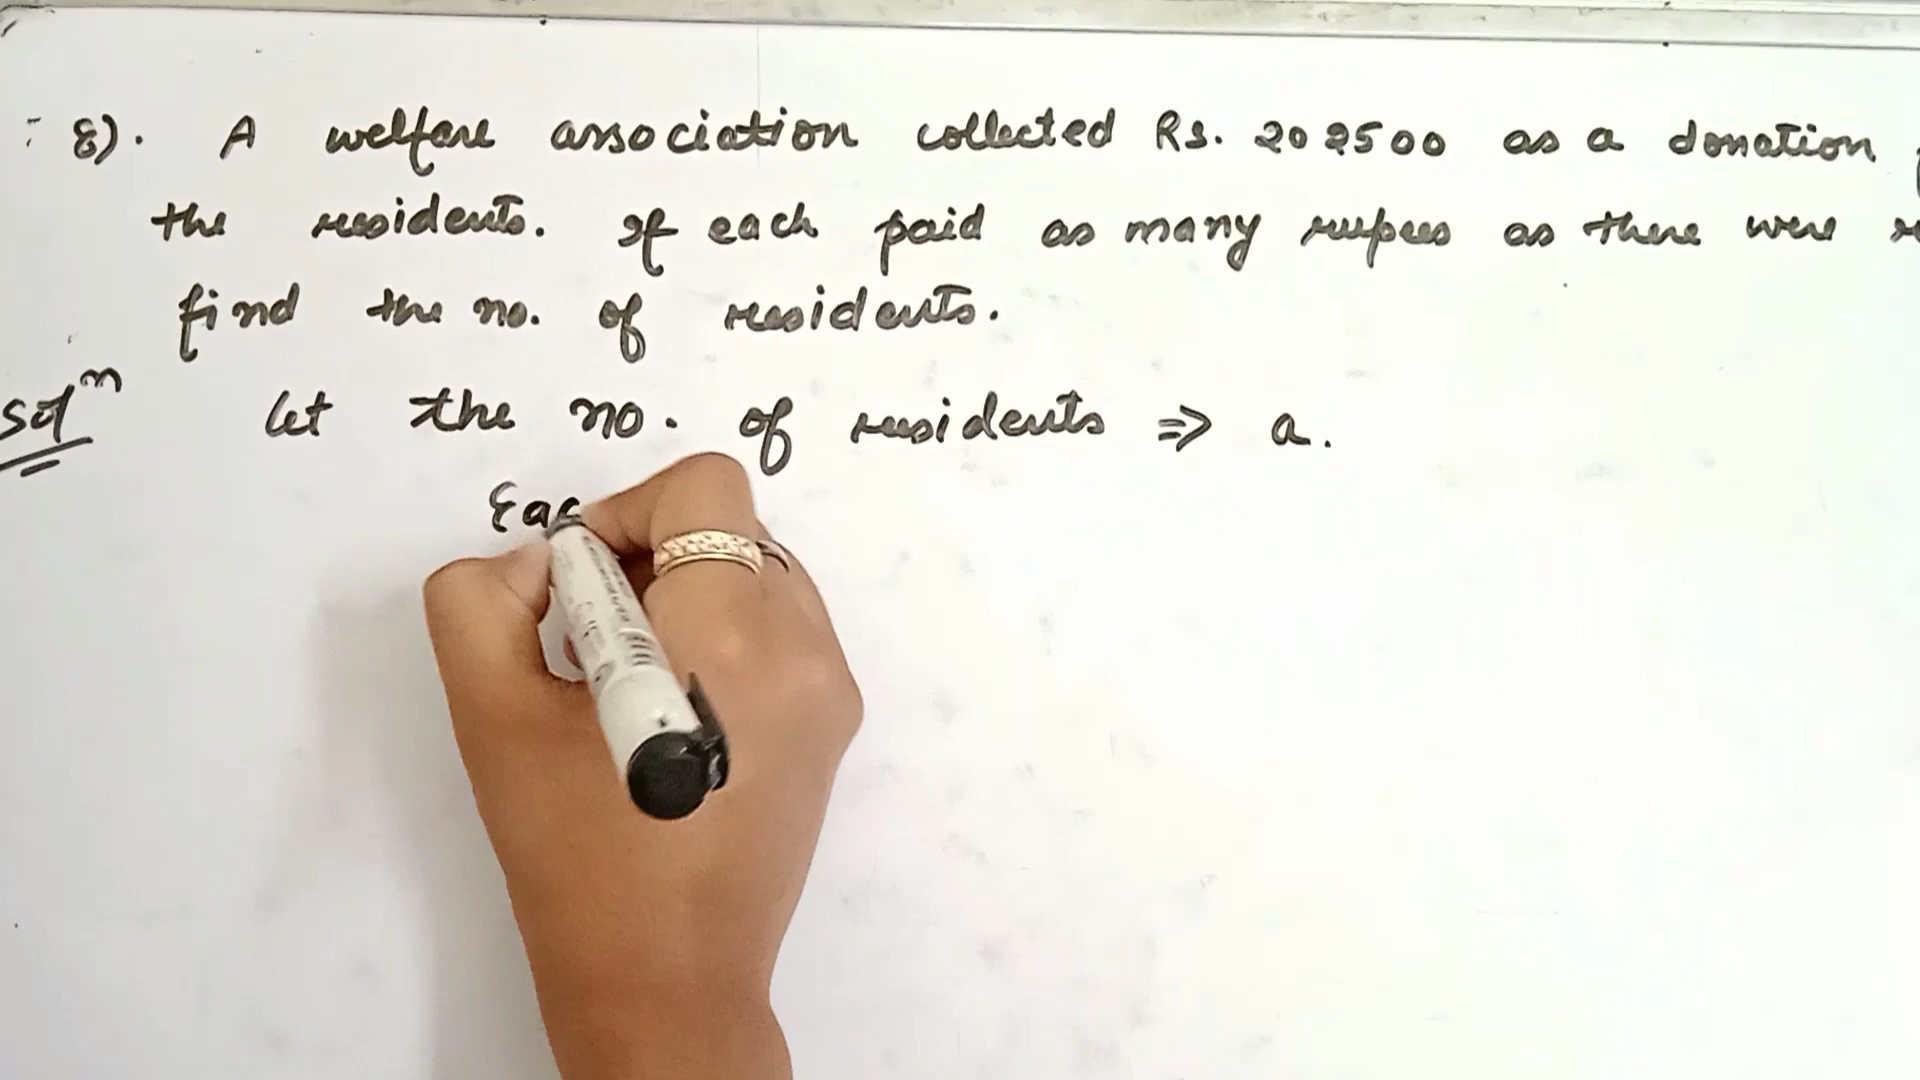 8). A welfare association collected Rs. 202500 as a donation
the residents. If each paid as many rupees as there were
find the no. of residents.
Solⁿ let the no. of residents ⇒ a.
Eac